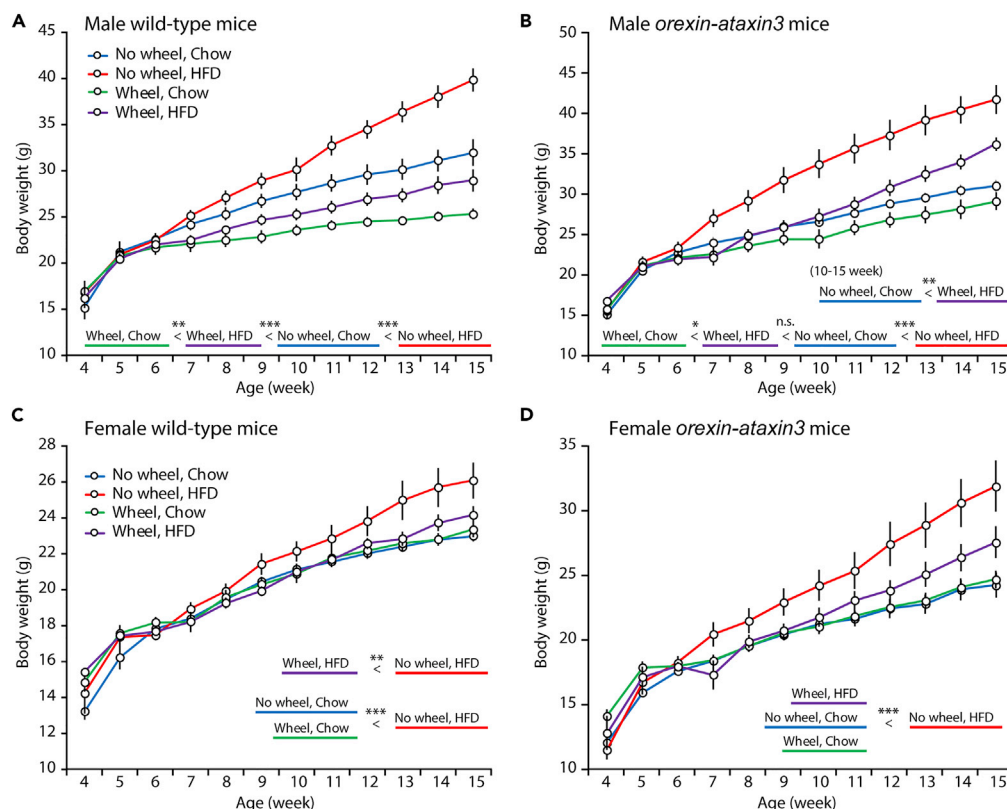 A Male wild-type mice
No wheel, Chow
No wheel, HFD
Wheel, Chow
Wheel, HFD
Body weight (g)
45
40
35
30
25
20
15
10
Wheel, Chow ** < Wheel, HFD *** < No wheel, Chow *** < No wheel, HFD
4 5 6 7 8 9 10 11 12 13 14 15
Age (week)
B Male orexin-ataxin3 mice
Body weight (g)
50
45
40
35
30
25
20
15
10
(10-15 week)
No wheel, Chow ** < Wheel, HFD
Wheel, Chow * < Wheel, HFD n.s. < No wheel, Chow *** < No wheel, HFD
4 5 6 7 8 9 10 11 12 13 14 15
Age (week)
C Female wild-type mice
No wheel, Chow
No wheel, HFD
Wheel, Chow
Wheel, HFD
Body weight (g)
28
26
24
22
20
18
16
14
12
10
Wheel, HFD ** < No wheel, HFD
No wheel, Chow
Wheel, Chow
*** < No wheel, HFD
4 5 6 7 8 9 10 11 12 13 14 15
Age (week)
D Female orexin-ataxin3 mice
Body weight (g)
35
30
25
20
15
10
Wheel, HFD
No wheel, Chow
Wheel, Chow
*** < No wheel, HFD
4 5 6 7 8 9 10 11 12 13 14 15
Age (week)